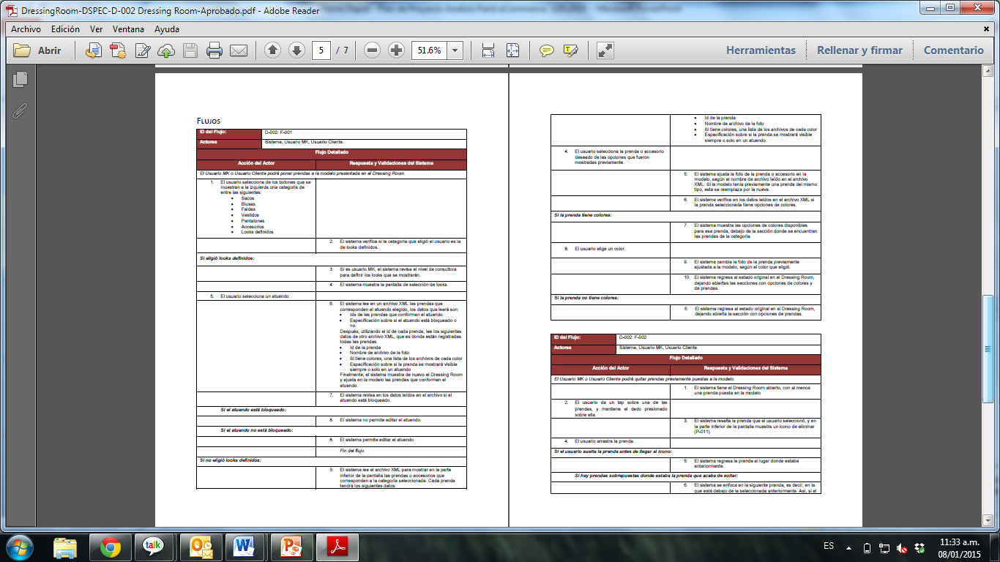 DressingRoom-DSPEC-D-002 Dressing Room-Aprobado.pdf - Adobe Reader
Archivo Edición Ver Ventana Ayuda
Abrir 5 / 7 51.6% Herramientas Rellenar y firmar Comentario
FLUJOS
ID del Flujo: D-002: F-001
Actores Sistema, Usuario MK, Usuario Cliente.
Flujo Detallado
Acción del Actor Respuesta y Validaciones del Sistema
El Usuario MK o Usuario Cliente podrá poner prendas a la modelo presentada en el Dressing Room.
1. El usuario selecciona de los botones que se
muestran a la izquierda una categoría de
entre las siguientes:
• Sacos
• Blusas
• Faldas
• Vestidos
• Pantalones
• Accesorios
• Looks definidos
2. El sistema verifica si la categoría que eligió el usuario es la
de looks definidos.
Si eligió looks definidos:
3. Si es usuario MK, el sistema revisa el nivel de consultora
para definir los looks que se mostrarán.
4. El sistema muestra la pantalla de selección de looks.
5. El usuario selecciona un atuendo.
6. El sistema lee en un archivo XML las prendas que
corresponden al atuendo elegido, los datos que leerá son:
• Ids de las prendas que conforman el atuendo.
• Especificación sobre si el atuendo está bloqueado o
no.
Después, utilizando el id de cada prenda, lee los siguientes
datos de otro archivo XML, que es donde están registradas
todas las prendas:
• Id de la prenda
• Nombre de archivo de la foto
• Si tiene colores, una lista de los archivos de cada color
• Especificación sobre si la prenda se mostrará visible
siempre o solo en un atuendo
Finalmente, el sistema muestra de nuevo el Dressing Room
y ajusta en la modelo las prendas que conforman el
atuendo.
7. El sistema revisa en los datos leídos en el archivo si el
atuendo está bloqueado.
Si el atuendo está bloqueado:
8. El sistema no permite editar el atuendo.
Si el atuendo no está bloqueado:
8. El sistema permite editar el atuendo.
Fin del flujo.
Si no eligió looks definidos:
3. El sistema lee el archivo XML para mostrar en la parte
inferior de la pantalla las prendas o accesorios que
corresponden a la categoría seleccionada. Cada prenda
tendrá los siguientes datos:
• Id de la prenda
• Nombre de archivo de la foto
• Si tiene colores, una lista de los archivos de cada color
• Especificación sobre si la prenda se mostrará visible
siempre o solo en un atuendo
4. El usuario selecciona la prenda o accesorio
deseado de las opciones que fueron
mostradas previamente.
5. El sistema ajusta la foto de la prenda o accesorio en la
modelo, según el nombre de archivo leído en el archivo
XML. Si la modelo tenía previamente una prenda del mismo
tipo, esta se reemplaza por la nueva.
6. El sistema verifica en los datos leídos en el archivo XML si
la prenda seleccionada tiene opciones de colores.
Si la prenda tiene colores:
7. El sistema muestra las opciones de colores disponibles
para esa prenda, debajo de la sección donde se encuentran
las prendas de la categoría.
8. El usuario elige un color.
9. El sistema cambia la foto de la prenda previamente
ajustada a la modelo, según el color que eligió.
10. El sistema regresa al estado original en el Dressing Room,
dejando abiertas las secciones con opciones de colores y
de prendas.
Si la prenda no tiene colores:
5. El sistema regresa al estado original en el Dressing Room,
dejando abierta la sección con opciones de prendas.
ID del Flujo: D-002: F-002
Actores Sistema, Usuario MK, Usuario Cliente.
Flujo Detallado
Acción del Actor Respuesta y Validaciones del Sistema
El Usuario MK o Usuario Cliente podrá quitar prendas previamente puestas a la modelo.
1. El sistema tiene el Dressing Room abierto, con al menos
una prenda puesta en la modelo.
2. El usuario da un tap sobre una de las
prendas, y mantiene el dedo presionado
sobre ella.
3. El sistema resalta la prenda que el usuario seleccionó, y en
la parte inferior de la pantalla muestra un icono de eliminar
(P-011).
4. El usuario arrastra la prenda.
Si el usuario suelta la prenda antes de llegar al icono:
5. El sistema regresa la prenda al lugar donde estaba
anteriormente.
Si hay prendas sobrepuestas donde estaba la prenda que acaba de soltar:
6. El sistema se enfoca en la siguiente prenda, es decir, en la
que está debajo de la seleccionada anteriormente. Así, si el
talk
ES 11:33 a.m.
08/01/2015